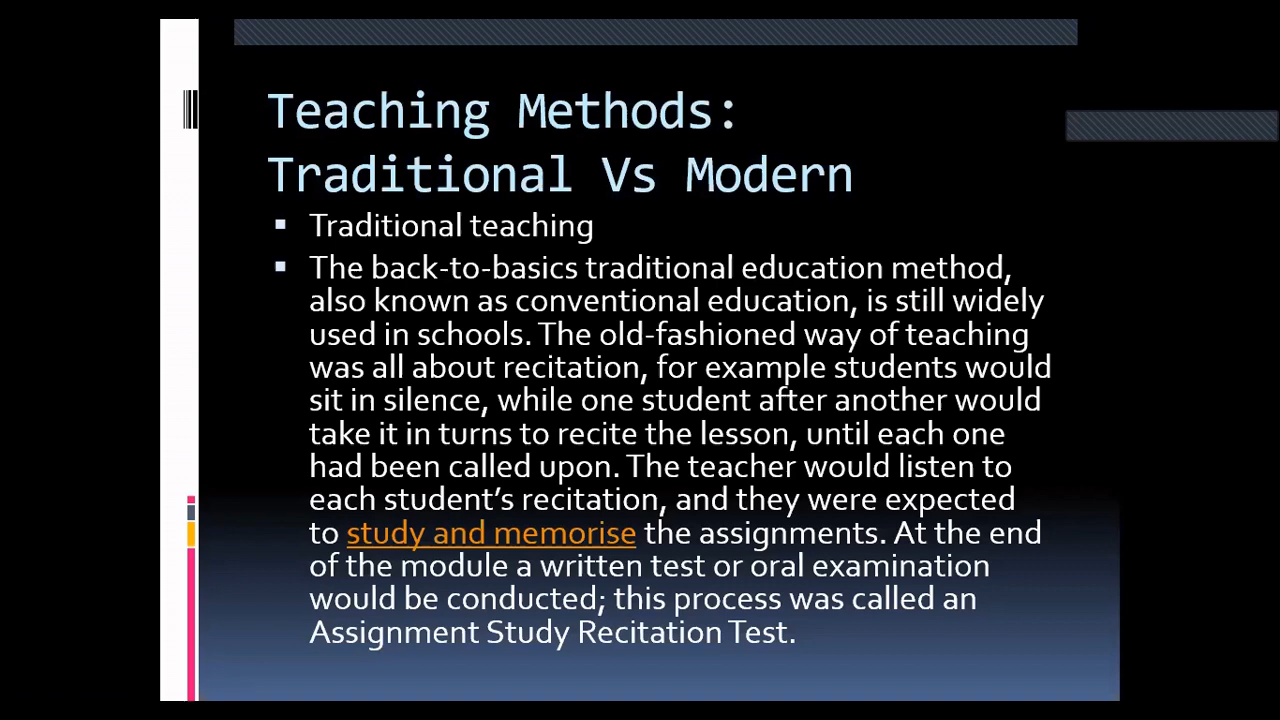 Teaching Methods:
Traditional Vs Modern
▪ Traditional teaching
▪ The back-to-basics traditional education method,
also known as conventional education, is still widely
used in schools. The old-fashioned way of teaching
was all about recitation, for example students would
sit in silence, while one student after another would
take it in turns to recite the lesson, until each one
had been called upon. The teacher would listen to
each student’s recitation, and they were expected
to study and memorise the assignments. At the end
of the module a written test or oral examination
would be conducted; this process was called an
Assignment Study Recitation Test.